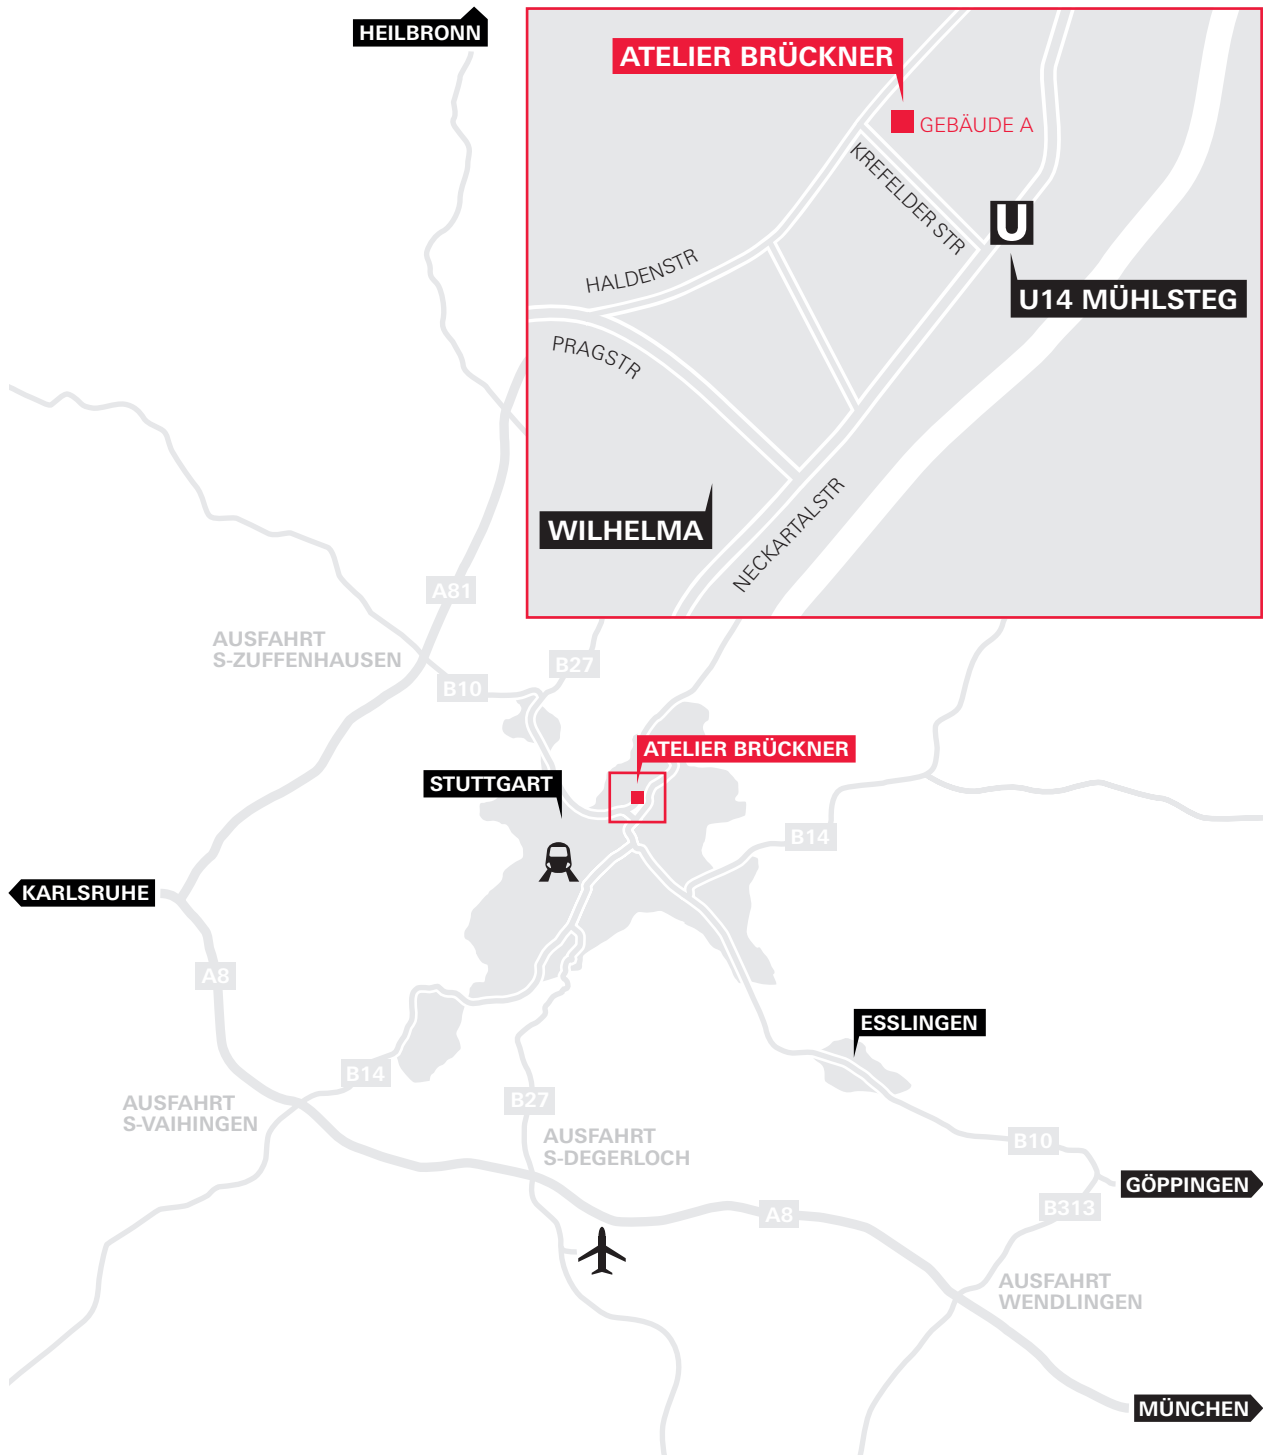 HEILBRONN
ATELIER BRÜCKNER
GEBÄUDE A
KREFELDER STR
U
U14 MÜHLSTEG
HALDENSTR
PRAGSTR
WILHELMA
NECKARTALSTR
A81
AUSFAHRT
S-ZUFFENHAUSEN
B27
B10
ATELIER BRÜCKNER
STUTTGART
B14
KARLSRUHE
A8
ESSLINGEN
B14
B27
AUSFAHRT
S-VAIHINGEN
AUSFAHRT
S-DEGERLOCH
B10
GÖPPINGEN
B313
A8
AUSFAHRT
WENDLINGEN
MÜNCHEN